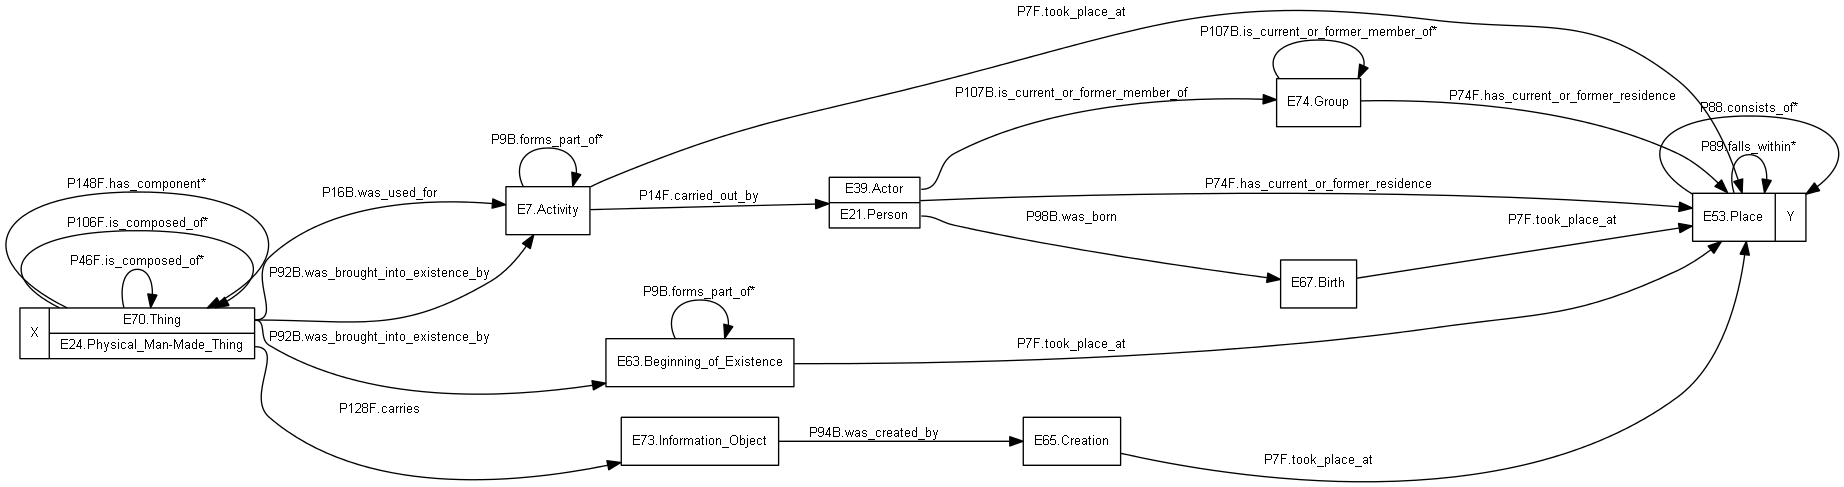 P7F.took_place_at
P107B.is_current_or_former_member_of*
P107B.is_current_or_former_member_of
E74.Group
P74F.has_current_or_former_residence
P88.consists_of*
P9B.forms_part_of*
P89.falls_within*
P148F.has_component*
P16B.was_used_for
P14F.carried_out_by
E39.Actor
E21.Person
P74F.has_current_or_former_residence
E7.Activity
P98B.was_born
P7F.took_place_at
E53.Place
Y
P106F.is_composed_of*
P46F.is_composed_of*
P92B.was_brought_into_existence_by
E67.Birth
P9B.forms_part_of*
X
E70.Thing
E24.Physical_Man-Made_Thing
P92B.was_brought_into_existence_by
P7F.took_place_at
E63.Beginning_of_Existence
P128F.carries
E73.Information_Object
P94B.was_created_by
E65.Creation
P7F.took_place_at